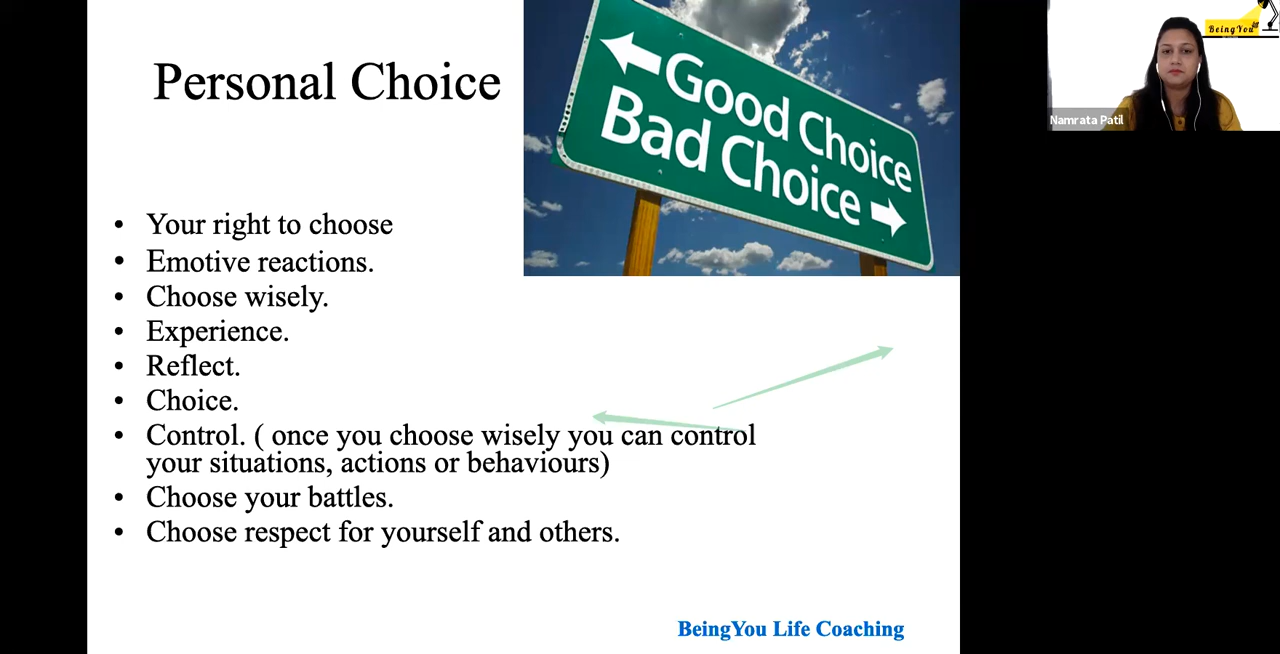 Personal Choice
Good Choice
Bad Choice
BeingYou
Namrata Patil
• Your right to choose
• Emotive reactions.
• Choose wisely.
• Experience.
• Reflect.
• Choice.
• Control. ( once you choose wisely you can control
your situations, actions or behaviours)
• Choose your battles.
• Choose respect for yourself and others.
BeingYou Life Coaching